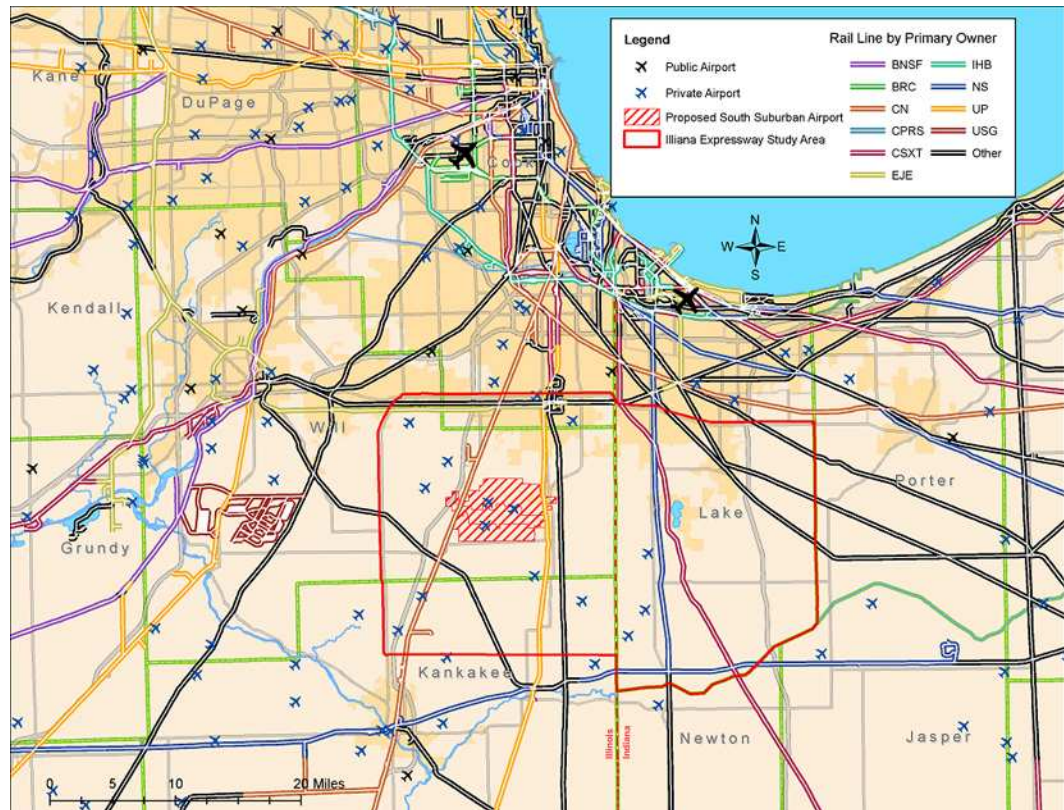 Legend
Public Airport
Private Airport
Proposed South Suburban Airport
Illiana Expressway Study Area
Rail Line by Primary Owner
BNSF
BRC
CN
CPRS
CSXT
EJE
IHB
NS
UP
USG
Other
Kane
DuPage
Cook
N
W E
S
Kendall
Will
Porter
Lake
Grundy
Kankakee
Illinois
Indiana
Newton
Jasper
0 5 10 20 Miles